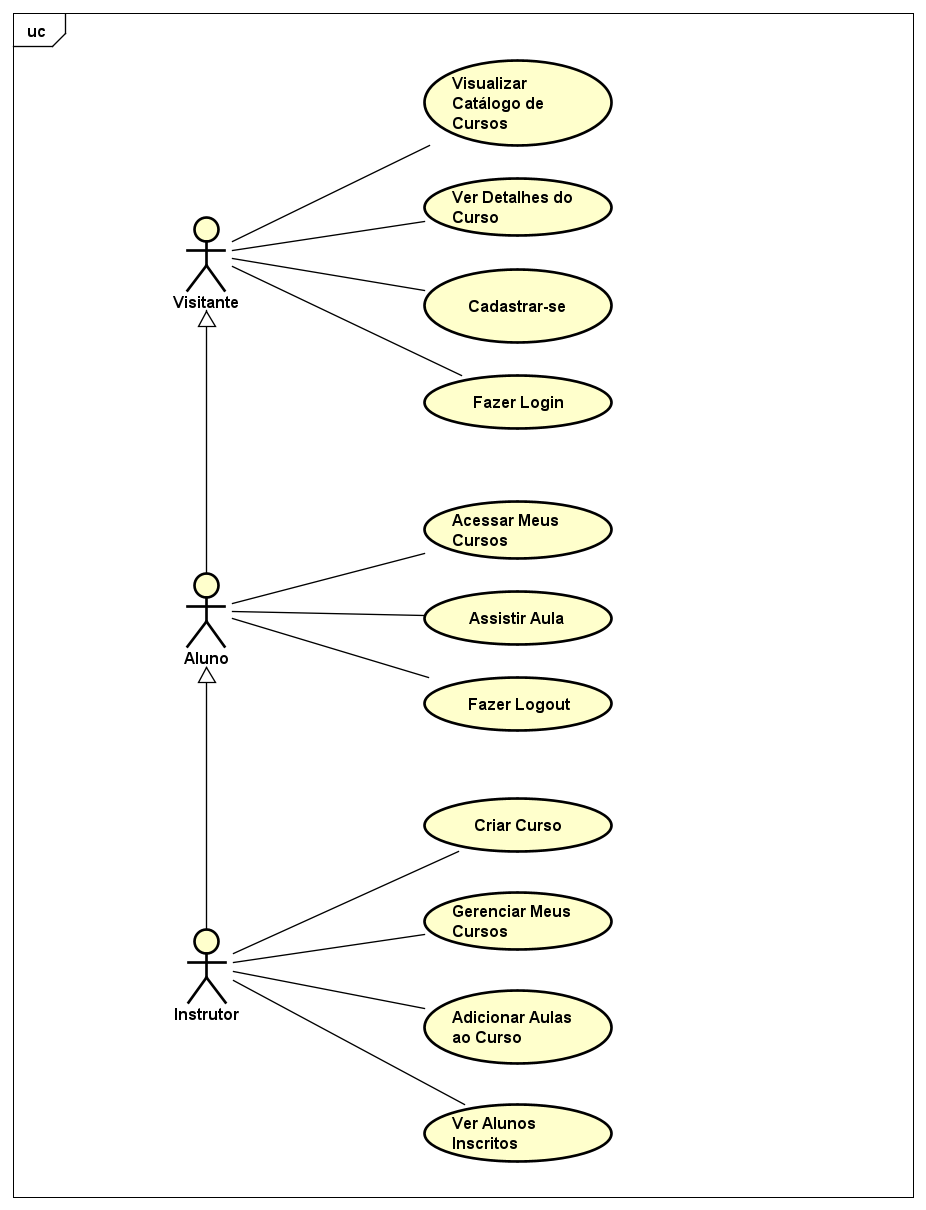 uc
Visualizar
Catálogo de
Cursos
Ver Detalhes do
Curso
Visitante
Cadastrar-se
Fazer Login
Acessar Meus
Cursos
Assistir Aula
Aluno
Fazer Logout
Criar Curso
Gerenciar Meus
Cursos
Instrutor
Adicionar Aulas
ao Curso
Ver Alunos
Inscritos